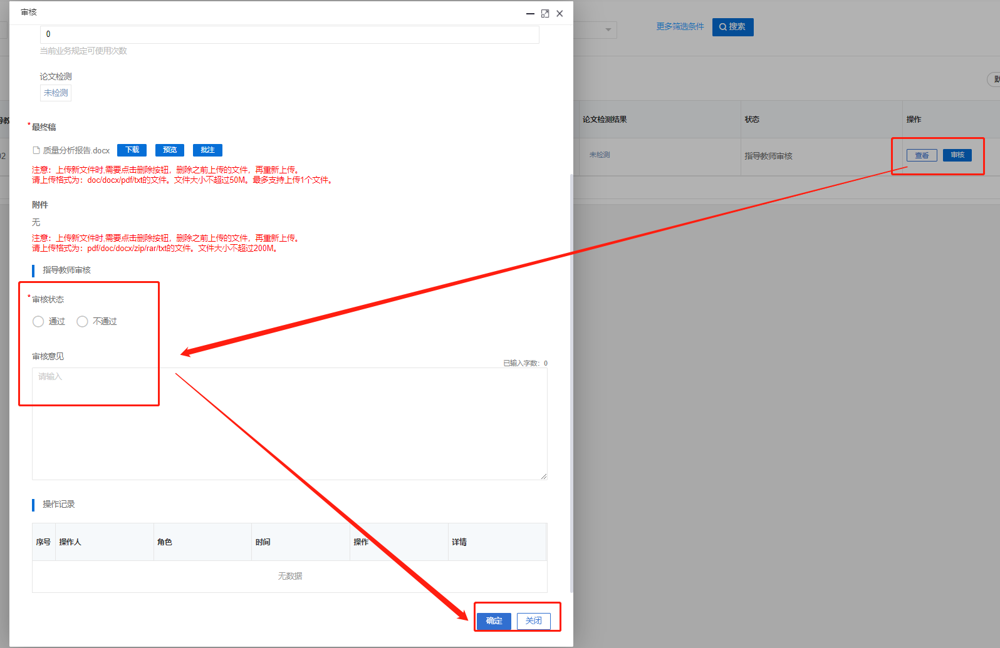 审核
0
当前业务规定可使用次数
论文检测
未检测
*最终稿
质量分析报告.docx 下载 预览 批注
注意：上传新文件时,需要点击删除按钮，删除之前上传的文件，再重新上传。
请上传格式为：doc/docx/pdf/txt的文件。文件大小不超过50M。最多支持上传1个文件。
附件
无
注意：上传新文件时,需要点击删除按钮，删除之前上传的文件，再重新上传。
请上传格式为：pdf/doc/docx/zip/rar/txt的文件。文件大小不超过200M。
指导教师审核
*审核状态
通过 不通过
审核意见
已输入字数：0
请输入
操作记录
序号 操作人 角色 时间 操作 详情
无数据
确定 关闭
更多筛选条件 搜索
论文检测结果 状态 操作
未检测 指导教师审核 查看 审核